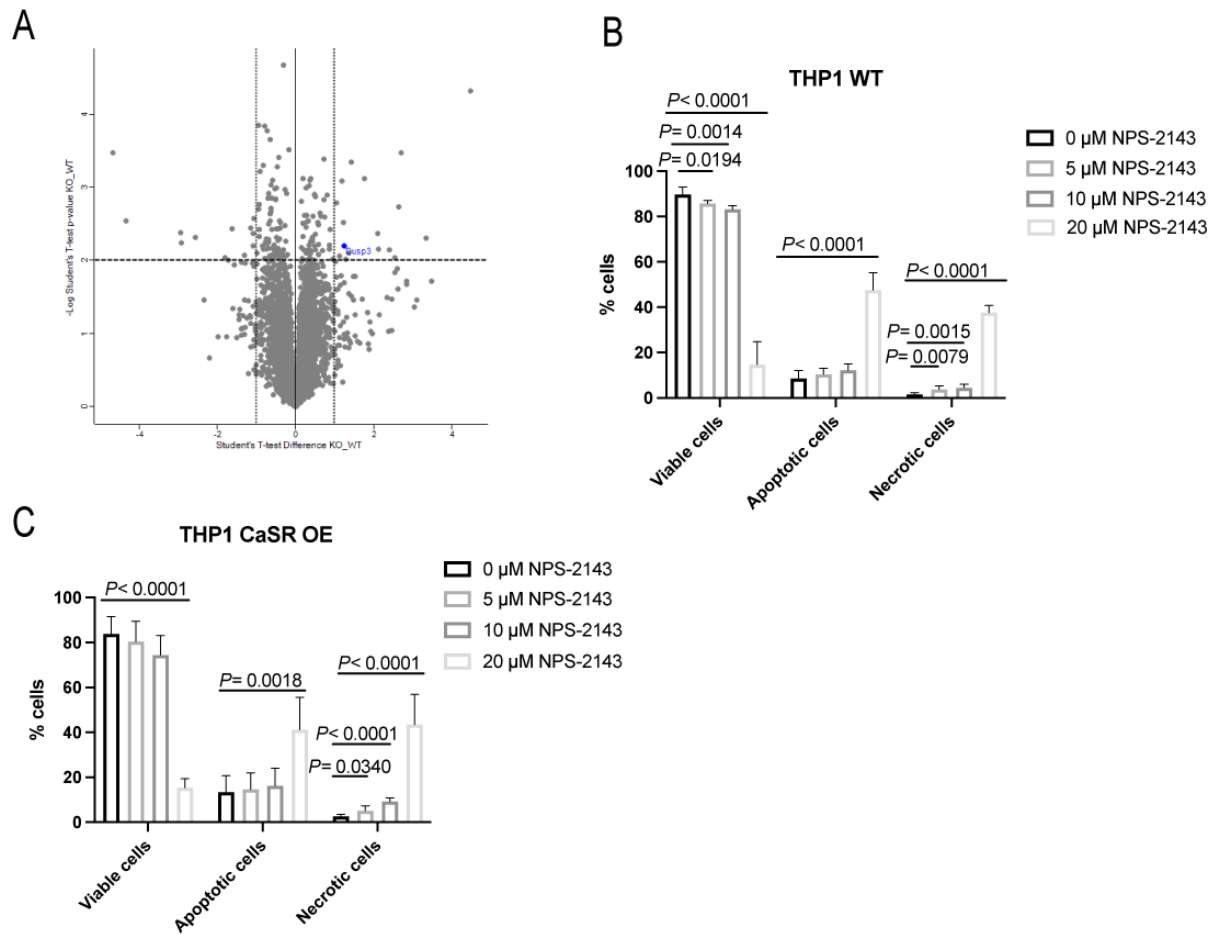 A
-Log Student's T-test p-value KO_WT
4
3
2
1
0
Dusp3
-4
-2
0
2
4
Student's T-test Difference KO_WT
B
THP1 WT
P< 0.0001
P= 0.0014
P= 0.0194
P< 0.0001
P< 0.0001
P= 0.0015
P= 0.0079
% cells
100
80
60
40
20
0
Viable cells
Apoptotic cells
Necrotic cells
0 µM NPS-2143
5 µM NPS-2143
10 µM NPS-2143
20 µM NPS-2143
C
THP1 CaSR OE
P< 0.0001
P= 0.0018
P< 0.0001
P< 0.0001
P= 0.0340
% cells
100
80
60
40
20
0
Viable cells
Apoptotic cells
Necrotic cells
0 µM NPS-2143
5 µM NPS-2143
10 µM NPS-2143
20 µM NPS-2143